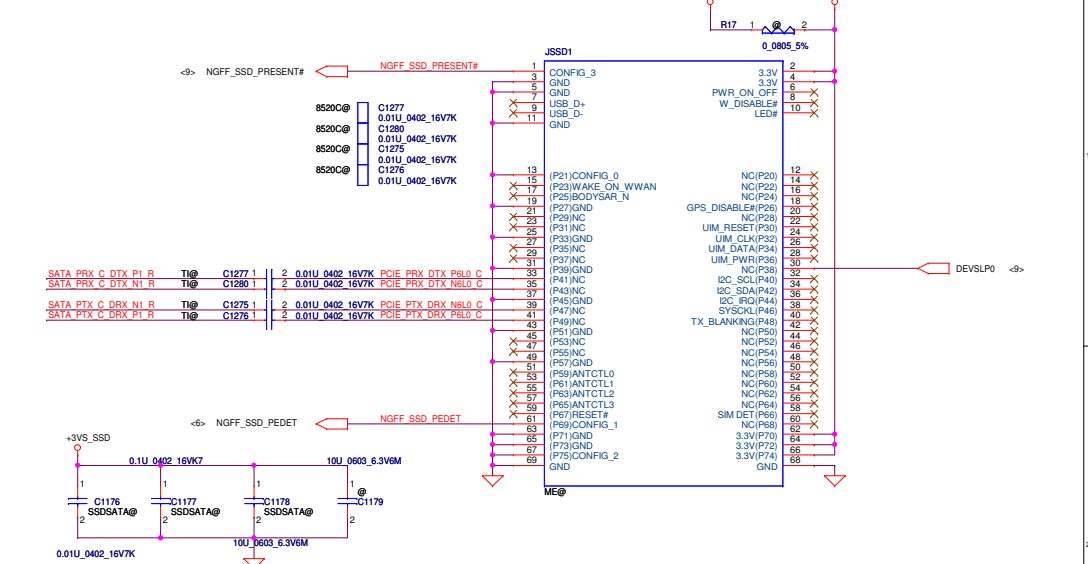 R17 1 @ 2
0_0805_5%
JSSD1
<9> NGFF_SSD_PRESENT# NGFF_SSD_PRESENT# 1 CONFIG_3 3.3V 2
3 GND 3.3V 4
5 GND PWR_ON_OFF 6
7 USB_D+ W_DISABLE# 8
9 USB_D- LED# 10
11 GND
8520C@ C1277
0.01U_0402_16V7K
8520C@ C1280
0.01U_0402_16V7K
8520C@ C1275
0.01U_0402_16V7K
8520C@ C1276
0.01U_0402_16V7K
13 (P21)CONFIG_0 NC(P20) 12
15 (P23)WAKE_ON_WWAN NC(P22) 14
17 (P25)BODYSAR_N NC(P24) 16
19 (P27)GND GPS_DISABLE#(P26) 18
21 (P29)NC NC(P28) 20
23 (P31)NC UIM_RESET(P30) 22
25 (P33)GND UIM_CLK(P32) 24
27 (P35)NC UIM_DATA(P34) 26
29 (P37)NC UIM_PWR(P36) 28
31 (P39)GND NC(P38) 30 DEVSLP0 <9>
SATA_PRX_C_DTX_P1_R TI@ C1277 1 2 0.01U_0402_16V7K PCIE_PRX_DTX_P6L0_C 33 (P41)NC I2C_SCL(P40) 32
SATA_PRX_C_DTX_N1_R TI@ C1280 1 2 0.01U_0402_16V7K PCIE_PRX_DTX_N6L0_C 35 (P43)NC I2C_SDA(P42) 34
37 (P45)GND I2C_IRQ(P44) 36
SATA_PTX_C_DRX_N1_R TI@ C1275 1 2 0.01U_0402_16V7K PCIE_PTX_DRX_N6L0_C 39 (P47)NC SYSCKL(P46) 38
SATA_PTX_C_DRX_P1_R TI@ C1276 1 2 0.01U_0402_16V7K PCIE_PTX_DRX_P6L0_C 41 (P49)NC TX_BLANKING(P48) 40
43 (P51)GND NC(P50) 42
45 (P53)NC NC(P52) 44
47 (P55)NC NC(P54) 46
49 (P57)GND NC(P56) 48
51 (P59)ANTCTL0 NC(P58) 50
53 (P61)ANTCTL1 NC(P60) 52
55 (P63)ANTCTL2 NC(P62) 54
57 (P65)ANTCTL3 NC(P64) 56
59 (P67)RESET# SIM DET(P66) 58
<6> NGFF_SSD_PEDET NGFF_SSD_PEDET 61 (P69)CONFIG_1 NC(P68) 60
63 (P71)GND 3.3V(P70) 62
65 (P73)GND 3.3V(P72) 64
67 (P75)CONFIG_2 3.3V(P74) 66
69 GND GND 68
ME@
+3VS_SSD
0.1U_0402_16VK7 10U_0603_6.3V6M
1 1 1 1 @
C1176 C1177 C1178 C1179
SSDSATA@ SSDSATA@ SSDSATA@
2 2 2 2
10U_0603_6.3V6M
0.01U_0402_16V7K